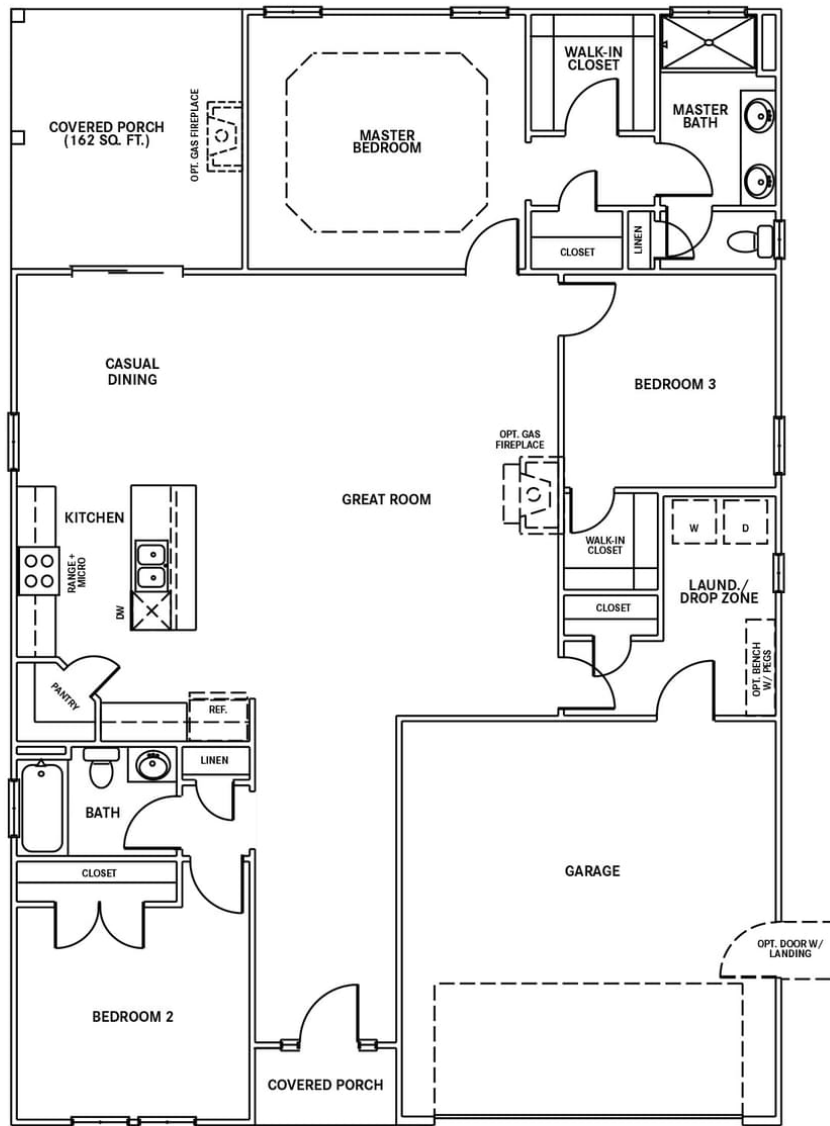 WALK-IN
CLOSET
MASTER
BATH
COVERED PORCH
(162 SQ. FT.)
OPT. GAS FIREPLACE
MASTER
BEDROOM
CLOSET
LINEN
CASUAL
DINING
BEDROOM 3
OPT. GAS
FIREPLACE
GREAT ROOM
KITCHEN
RANGE +
MICRO
DW
W
D
WALK-IN
CLOSET
LAUND./
DROP ZONE
CLOSET
OPT. BENCH
W/ PEGS
PANTRY
REF.
LINEN
BATH
CLOSET
GARAGE
OPT. DOOR W/
LANDING
BEDROOM 2
COVERED PORCH